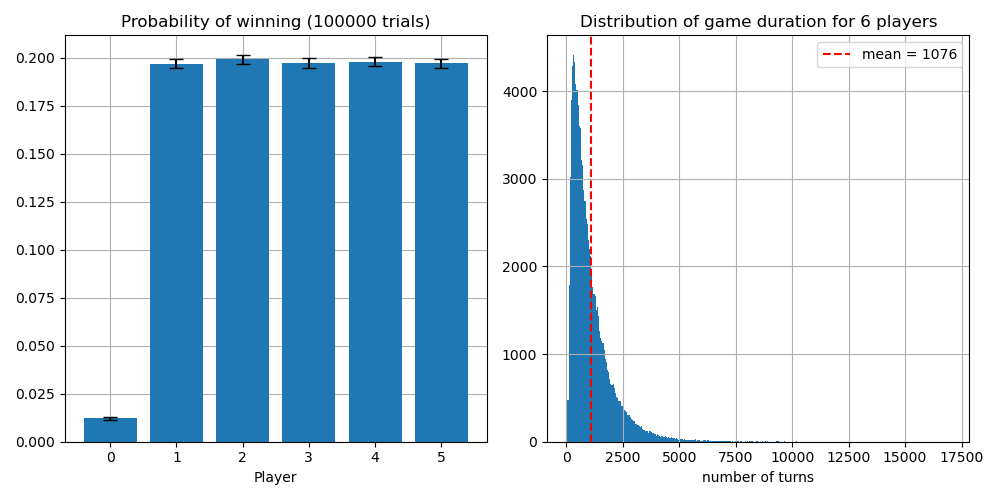 Probability of winning (100000 trials)
0.200
0.175
0.150
0.125
0.100
0.075
0.050
0.025
0.000
0 1 2 3 4 5
Player
Distribution of game duration for 6 players
mean = 1076
4000
3000
2000
1000
0
0 2500 5000 7500 10000 12500 15000 17500
number of turns